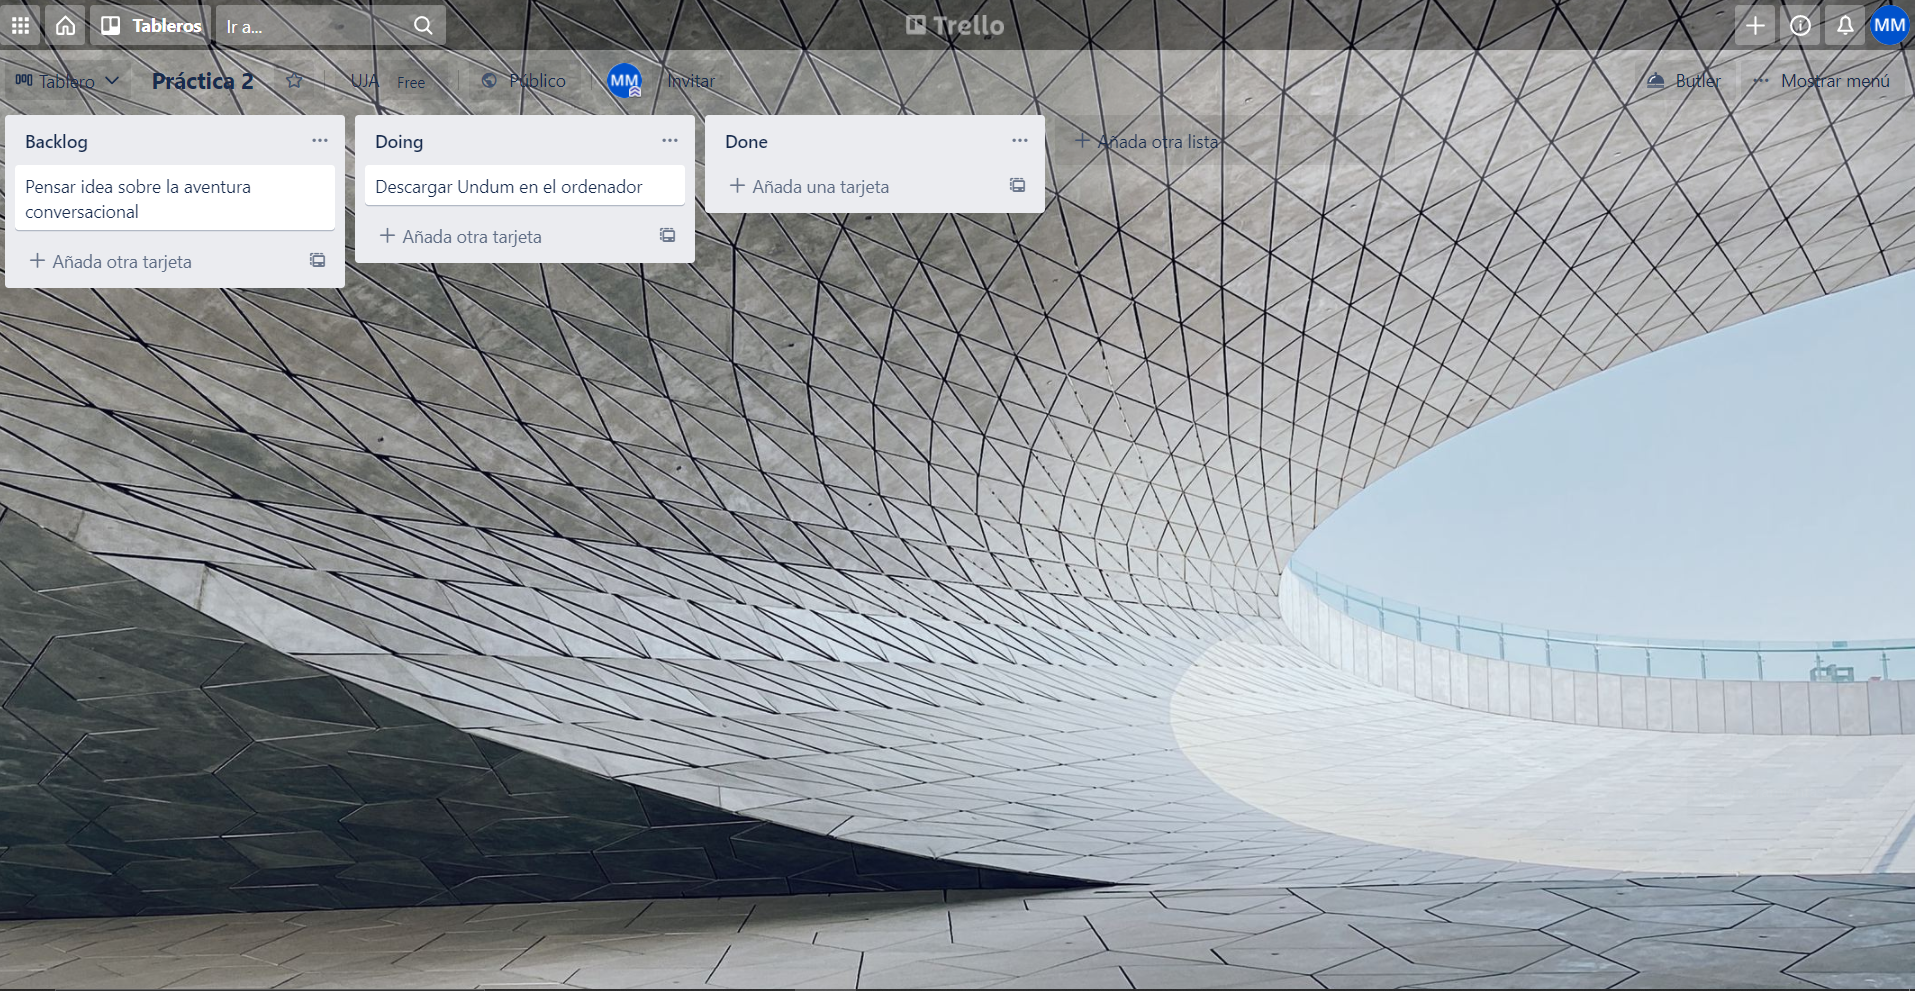 Tableros
Ir a...
Trello
MM
Tablero
Práctica 2
UJA
Free
Público
MM
Invitar
Butler
Mostrar menú
Backlog
Pensar idea sobre la aventura
conversacional
Añada otra tarjeta
Doing
Descargar Undum en el ordenador
Añada otra tarjeta
Done
Añada una tarjeta
Añada otra lista